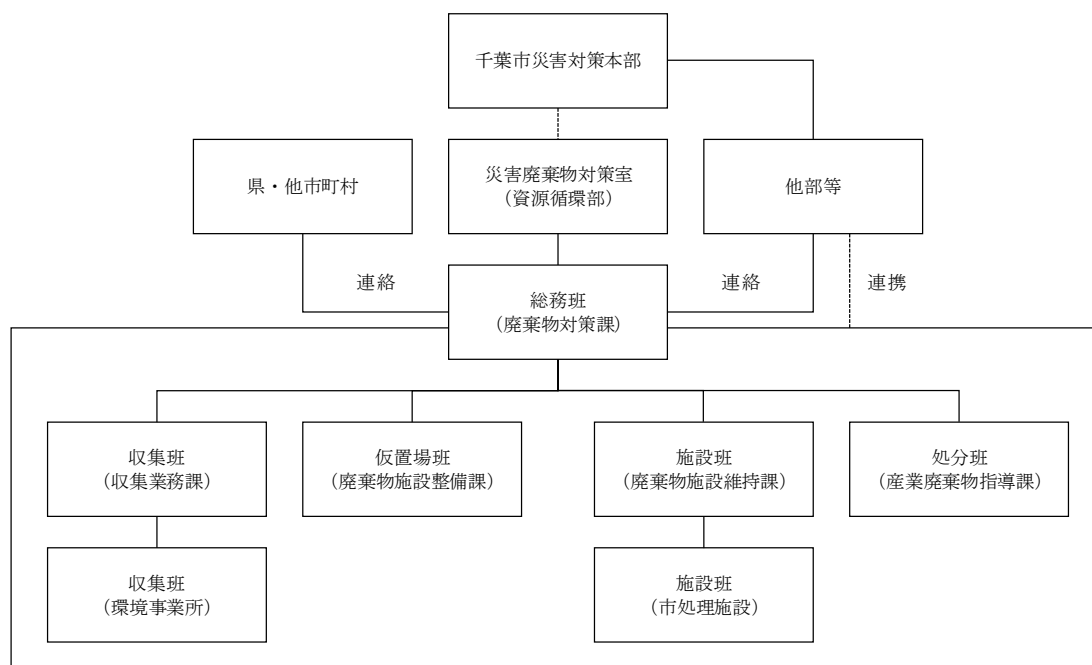 千葉市災害対策本部
県・他市町村
災害廃棄物対策室
（資源循環部）
他部等
連絡
連絡
連携
総務班
（廃棄物対策課）
収集班
（収集業務課）
仮置場班
（廃棄物施設整備課）
施設班
（廃棄物施設維持課）
処分班
（産業廃棄物指導課）
収集班
（環境事業所）
施設班
（市処理施設）